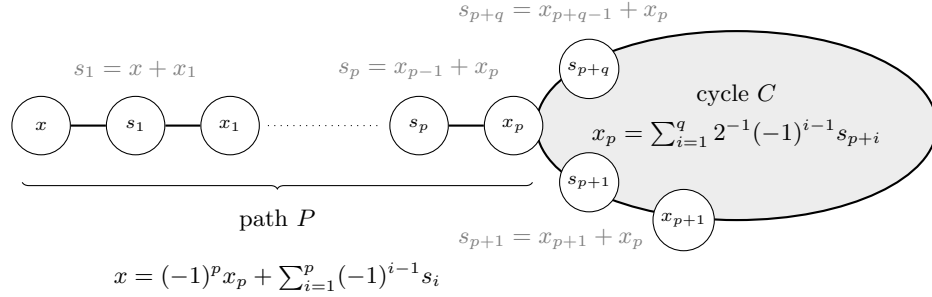 $s_{p+q} = x_{p+q-1} + x_p$
$s_1 = x + x_1$
$s_p = x_{p-1} + x_p$
$s_{p+q}$
cycle $C$
$x$ $s_1$ $x_1$ $s_p$ $x_p$
$x_p = \sum_{i=1}^{q} 2^{-1}(-1)^{i-1} s_{p+i}$
$s_{p+1}$
path $P$
$x_{p+1}$
$s_{p+1} = x_{p+1} + x_p$
$x = (-1)^p x_p + \sum_{i=1}^{p} (-1)^{i-1} s_i$